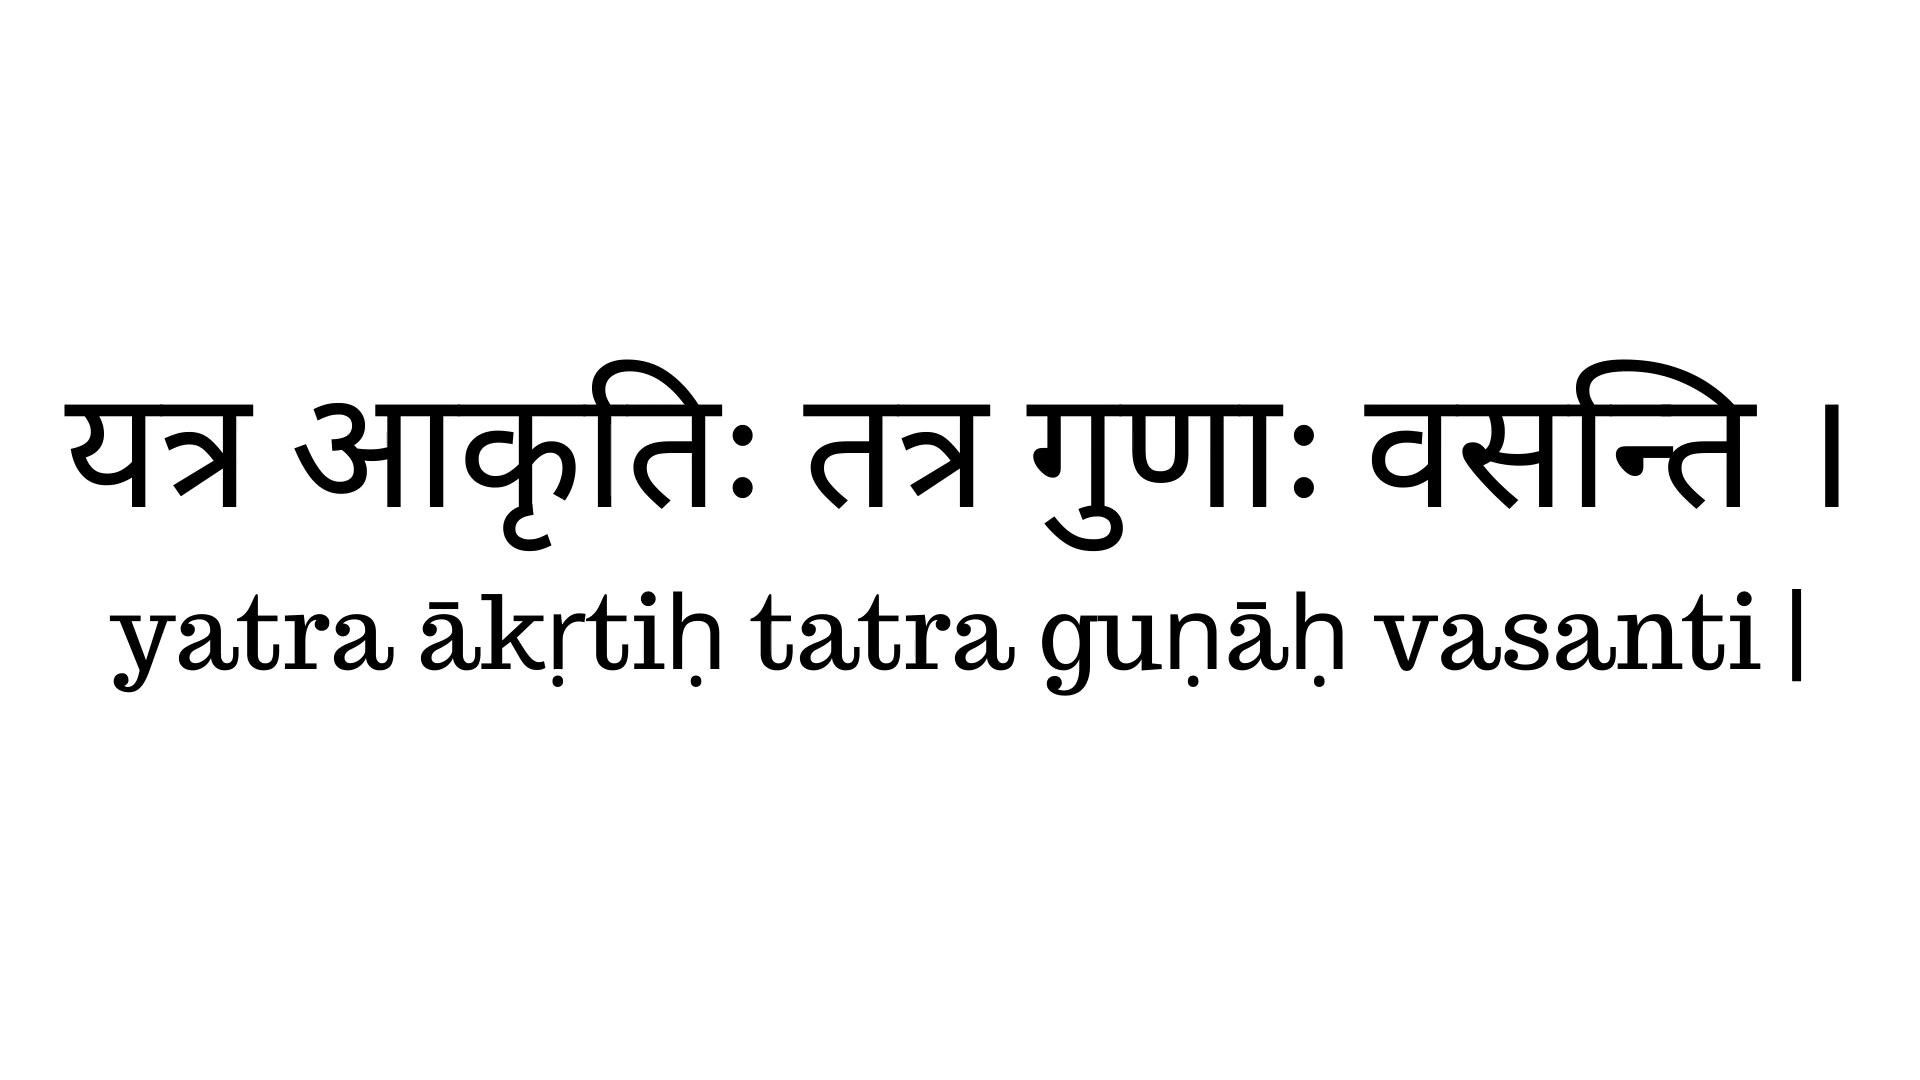 यत्र आकृतिः तत्र गुणाः वसन्ति ।
yatra ākṛtiḥ tatra guṇāḥ vasanti |